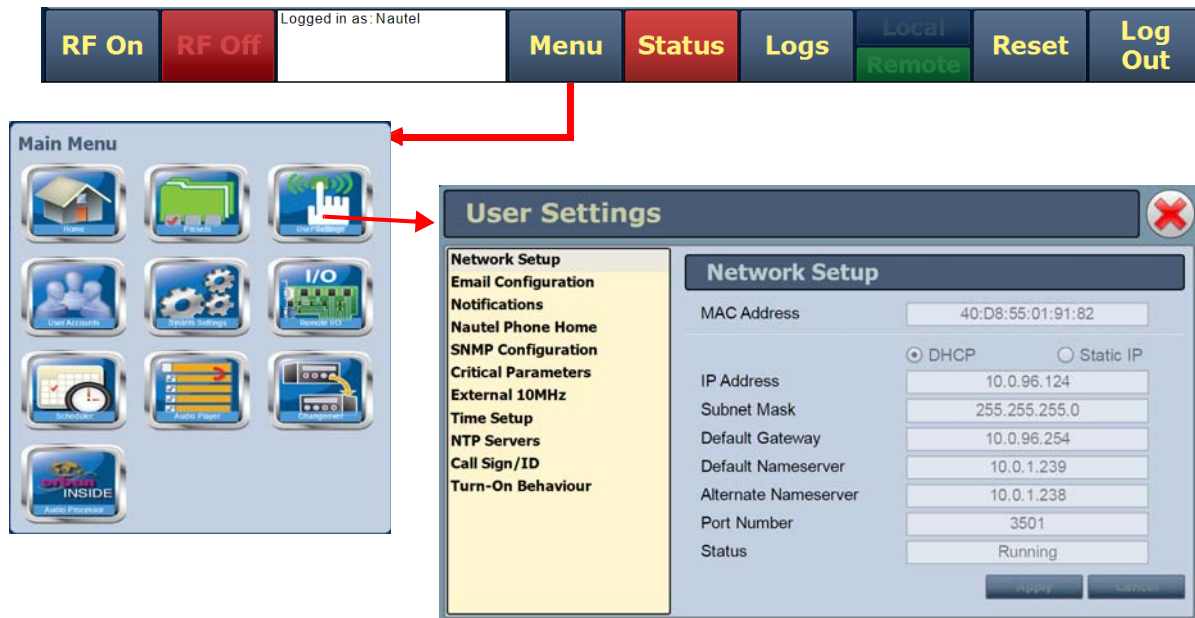 RF On
RF Off
Logged in as: Nautel
Menu
Status
Logs
Local
Remote
Reset
Log
Out
Main Menu
Home
Presets
User Settings
User Accounts
System Settings
I/O
Remote I/O
Scheduler
Audio Player
Changeover
orban
INSIDE
Audio Processor
User Settings
Network Setup
Email Configuration
Notifications
Nautel Phone Home
SNMP Configuration
Critical Parameters
External 10MHz
Time Setup
NTP Servers
Call Sign/ID
Turn-On Behaviour
Network Setup
MAC Address 40:D8:55:01:91:82
DHCP Static IP
IP Address 10.0.96.124
Subnet Mask 255.255.255.0
Default Gateway 10.0.96.254
Default Nameserver 10.0.1.239
Alternate Nameserver 10.0.1.238
Port Number 3501
Status Running
Apply Cancel